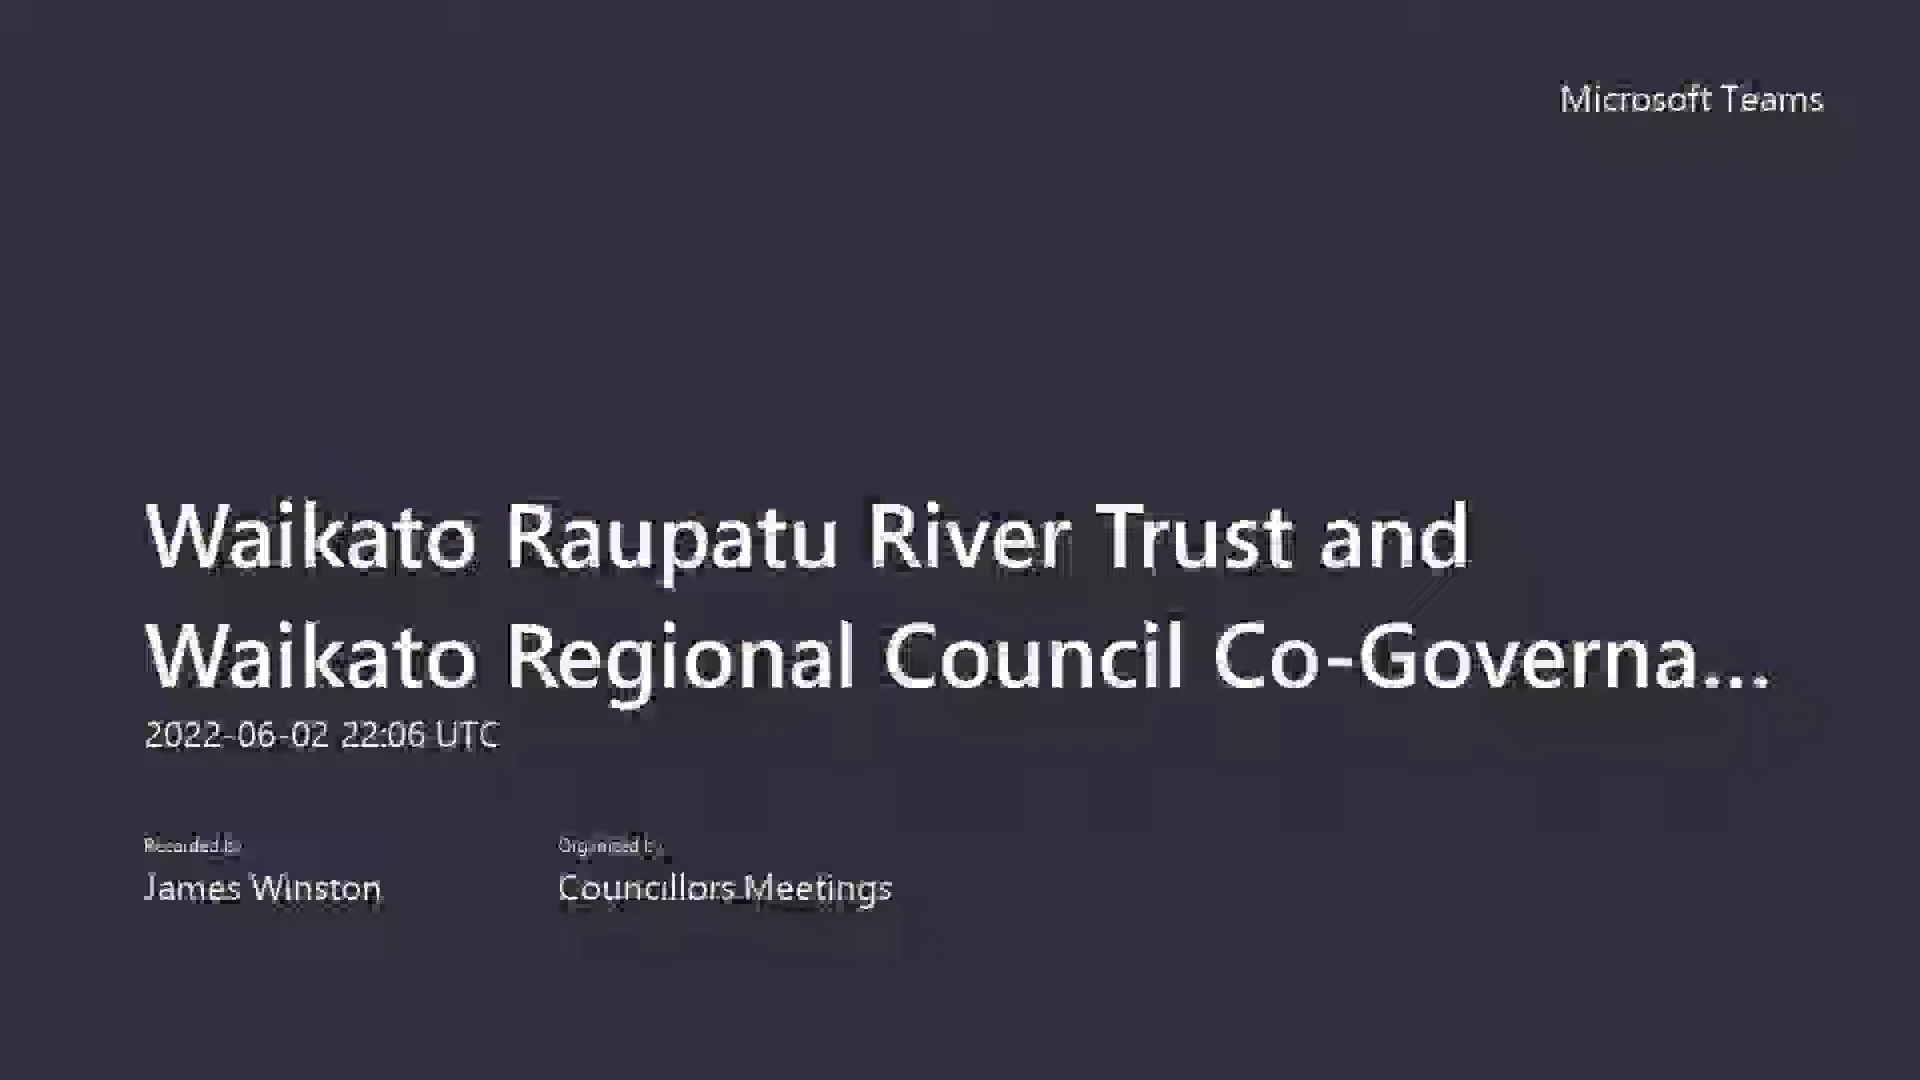 Microsoft Teams
Waikato Raupatu River Trust and
Waikato Regional Council Co-Governa...
2022-06-02 22:06 UTC
Recorded by
Organized by
James Winston
Councillors Meetings